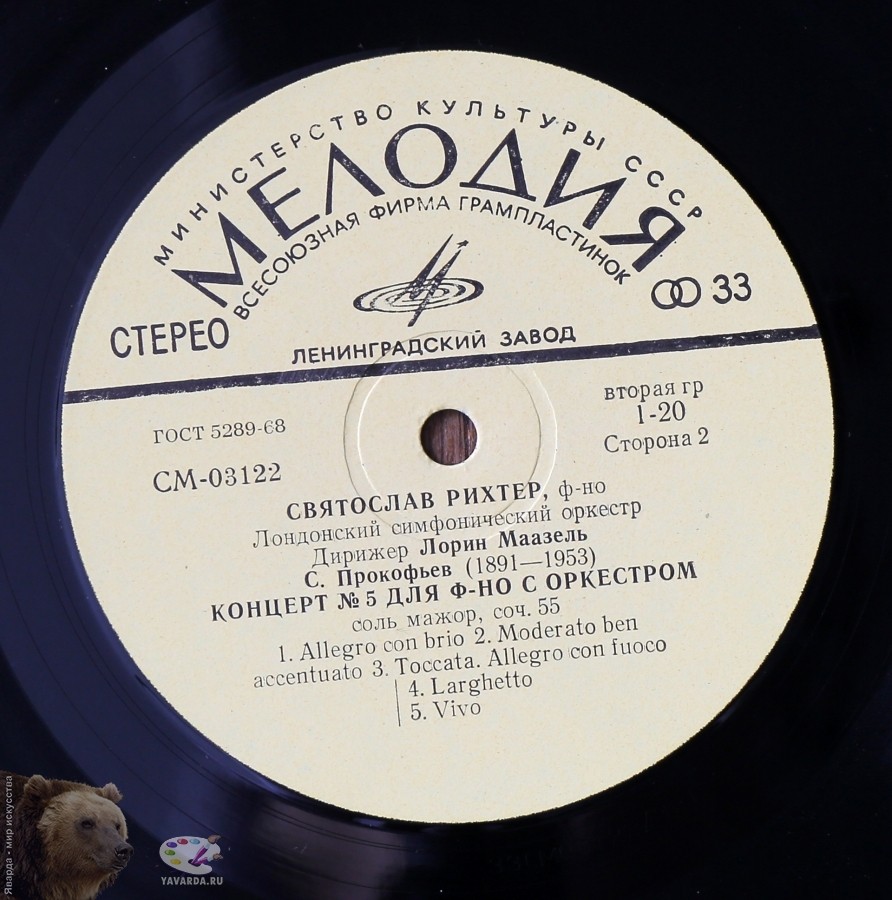 МИНИСТЕРСТВО КУЛЬТУРЫ СССР
МЕЛОДИЯ
ВСЕСОЮЗНАЯ ФИРМА ГРАМПЛАСТИНОК
СТЕРЕО
33
ЛЕНИНГРАДСКИЙ ЗАВОД
ГОСТ 5289-68
СМ-03122
вторая гр
1-20
Сторона 2
СВЯТОСЛАВ РИХТЕР, ф-но
Лондонский симфонический оркестр
Дирижер Лорин Маазель
С. Прокофьев (1891—1953)
КОНЦЕРТ № 5 ДЛЯ Ф-НО С ОРКЕСТРОМ
соль мажор, соч. 55
1. Allegro con brio 2. Moderato ben
accentuato 3. Toccata. Allegro con fuoco
4. Larghetto
5. Vivo
Яварда - мир искусства
YAVARDA.RU